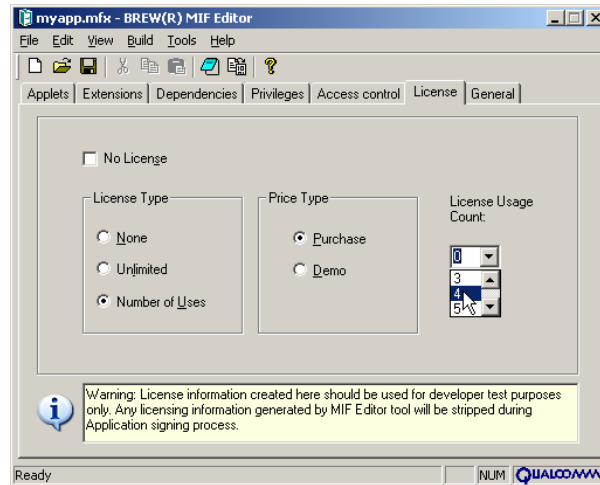 myapp.mfx - BREW(R) MIF Editor
File Edit View Build Tools Help
Applets Extensions Dependencies Privileges Access control License General
No License
License Type
None
Unlimited
Number of Uses
Price Type
Purchase
Demo
License Usage
Count:
0
3
4
5
Warning: License information created here should be used for developer test purposes
only. Any licensing information generated by MIF Editor tool will be stripped during
Application signing process.
Ready
NUM QUALCOMM